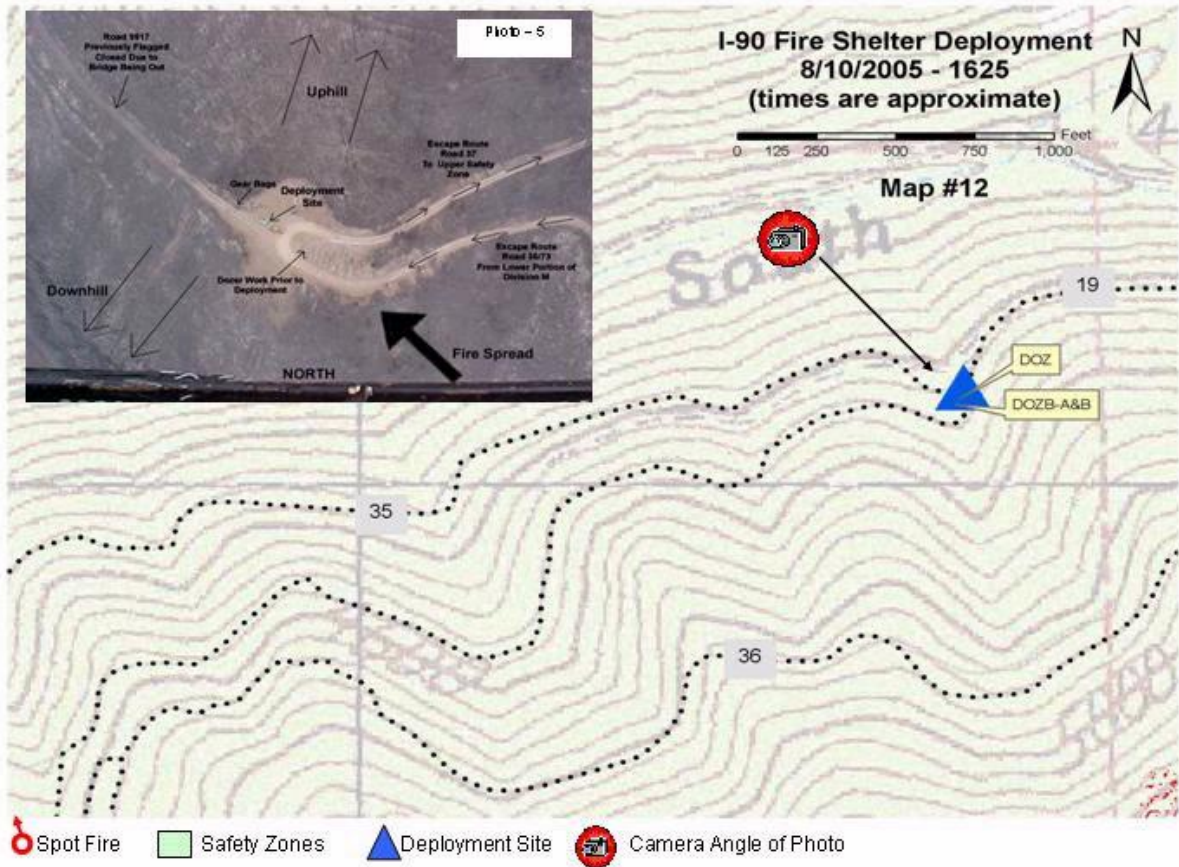 Photo - 5
Road 9917
Previously Flagged
Closed Due to
Bridge Being Out
Uphill
Escape Route
Road 37
To Upper Safety
Zone
Gear Bags
Deployment
Site
Escape Route
Road 36/73
From Lower Portion of
Division M
Dozer Work Prior to
Deployment
Downhill
Fire Spread
NORTH
I-90 Fire Shelter Deployment
8/10/2005 - 1625
(times are approximate)
N
Feet
0 125 250 500 750 1,000
Map #12
South
19
DOZ
DOZB-A&B
35
36
Spot Fire
Safety Zones
Deployment Site
Camera Angle of Photo